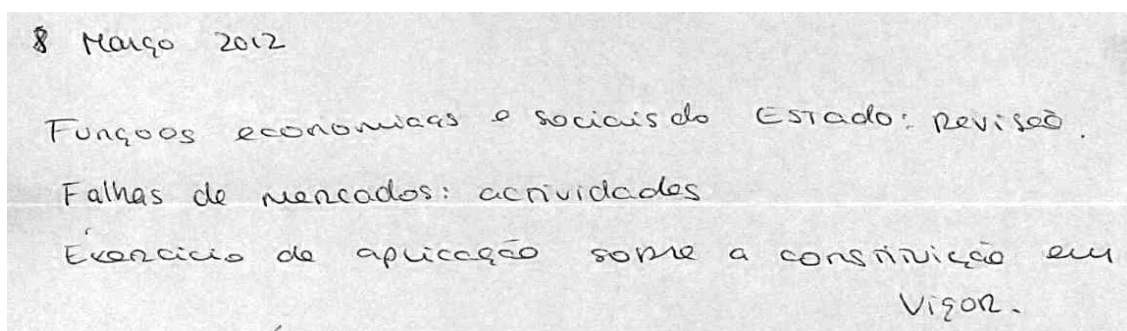 8 Março 2012
Funções economicas e sociais do Estado: Revisão.
Falhas de mercados: actividades
Exercicio de aplicação sobre a constituição em
vigor.